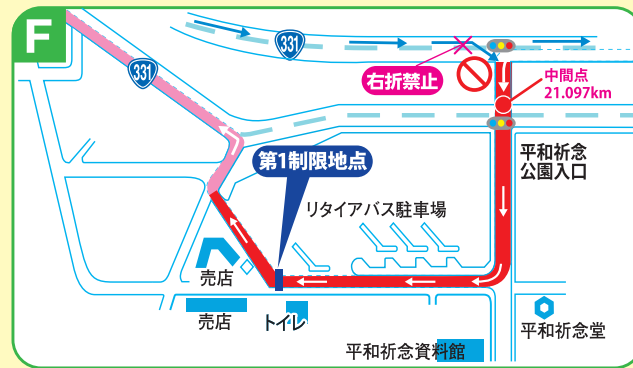 F
331
331
右折禁止
中間点
21.097km
第1制限地点
平和祈念
公園入口
リタイアバス駐車場
売店
売店
トイレ
平和祈念堂
平和祈念資料館